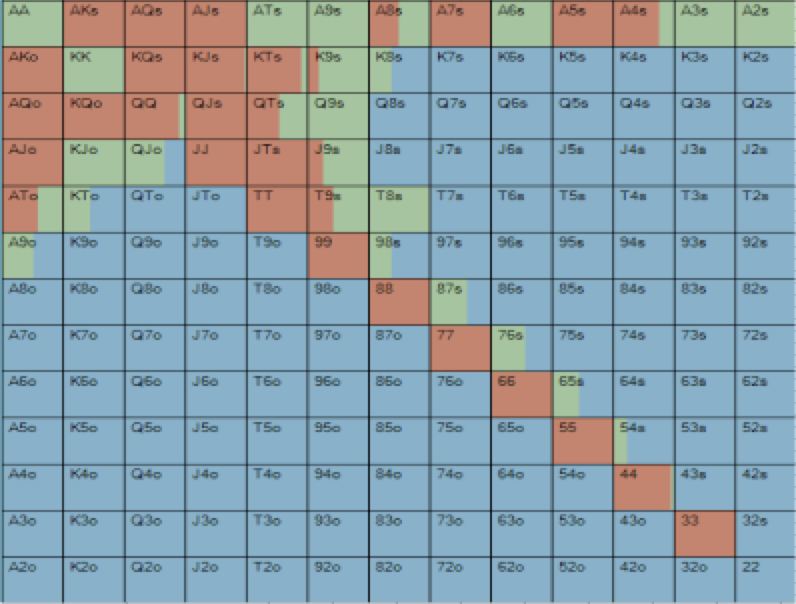 AA AKs AQs AJs ATs A9s A8s A7s A6s A5s A4s A3s A2s
AKo KK KQs KJs KTs K9s K8s K7s K6s K5s K4s K3s K2s
AQo KQo QQ QJs QTs Q9s Q8s Q7s Q6s Q5s Q4s Q3s Q2s
AJo KJo QJo JJ JTs J9s J8s J7s J6s J5s J4s J3s J2s
ATo KTo QTo JTo TT T9s T8s T7s T6s T5s T4s T3s T2s
A9o K9o Q9o J9o T9o 99 98s 97s 96s 95s 94s 93s 92s
A8o K8o Q8o J8o T8o 98o 88 87s 86s 85s 84s 83s 82s
A7o K7o Q7o J7o T7o 97o 87o 77 76s 75s 74s 73s 72s
A6o K6o Q6o J6o T6o 96o 86o 76o 66 65s 64s 63s 62s
A5o K5o Q5o J5o T5o 95o 85o 75o 65o 55 54s 53s 52s
A4o K4o Q4o J4o T4o 94o 84o 74o 64o 54o 44 43s 42s
A3o K3o Q3o J3o T3o 93o 83o 73o 63o 53o 43o 33 32s
A2o K2o Q2o J2o T2o 92o 82o 72o 62o 52o 42o 32o 22